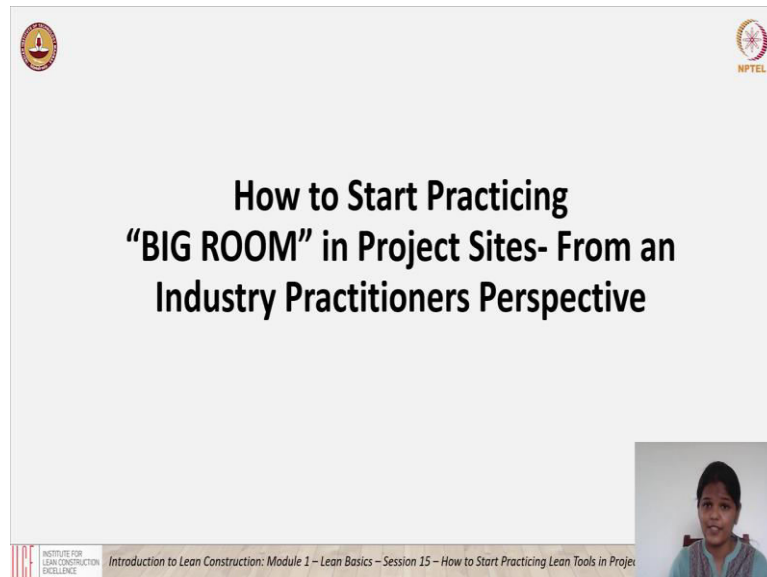 NPTEL
How to Start Practicing
“BIG ROOM” in Project Sites- From an
Industry Practitioners Perspective
INSTITUTE FOR
LEAN CONSTRUCTION
EXCELLENCE
Introduction to Lean Construction: Module 1 – Lean Basics – Session 15 – How to Start Practicing Lean Tools in Projec